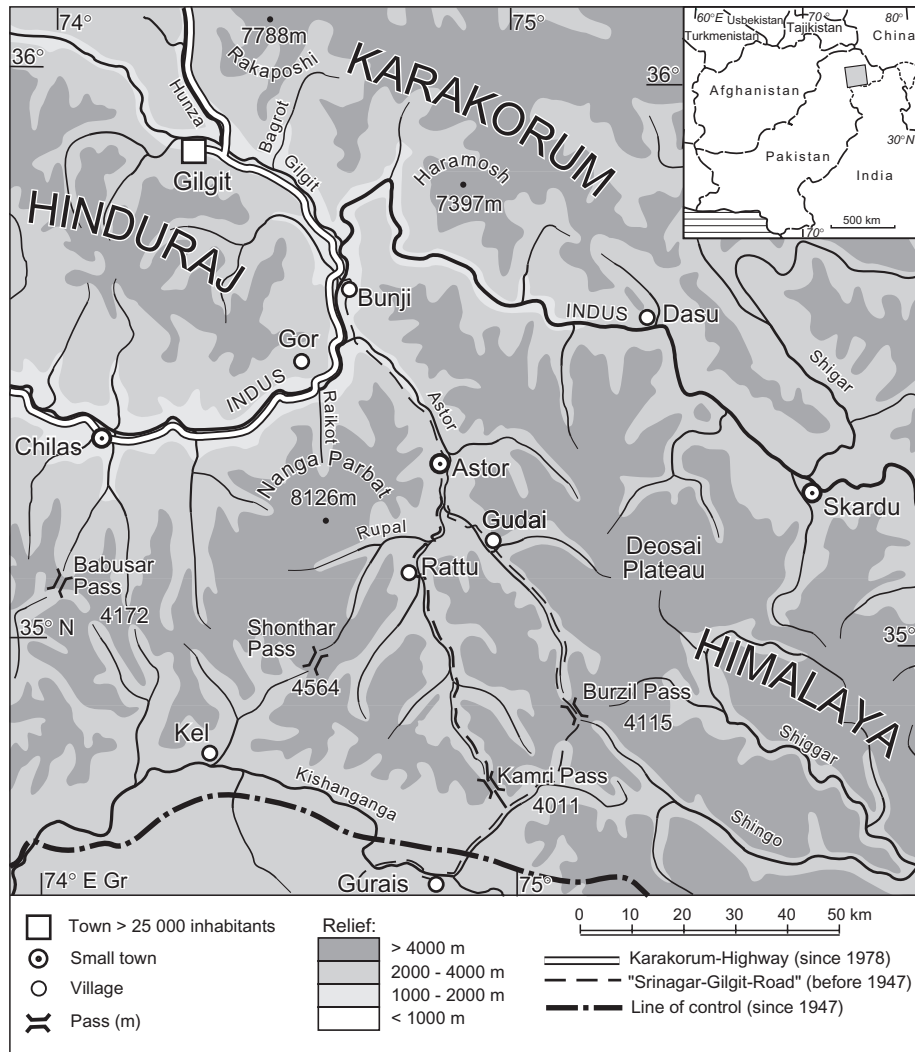 74°
75°
36°
7788m
Rakaposhi
KARAKORUM
36°
Hunza
Bagrot
Gilgit
Gilgit
Haramosh
7397m
HINDURAJ
Bunji
INDUS
Dasu
Gor
INDUS
Shigar
Raikot
Astor
Chilas
Nanga Parbat
8126m
Astor
Skardu
Rupal
Gudai
Deosai
Plateau
Babusar
Pass
4172
Rattu
35° N
35°
Shonthar
Pass
4564
HIMALAYA
Burzil Pass
4115
Kel
Shiggar
Kishanganga
Kamri Pass
4011
Shingo
Gurais
74° E Gr
75°
60°E
Usbekistan
70°
Tajikistan
80°
Turkmenistan
China
Afghanistan
30°N
Pakistan
India
70°
500 km
Town > 25 000 inhabitants
Small town
Village
Pass (m)
Relief:
> 4000 m
2000 - 4000 m
1000 - 2000 m
< 1000 m
0 10 20 30 40 50 km
Karakorum-Highway (since 1978)
"Srinagar-Gilgit-Road" (before 1947)
Line of control (since 1947)